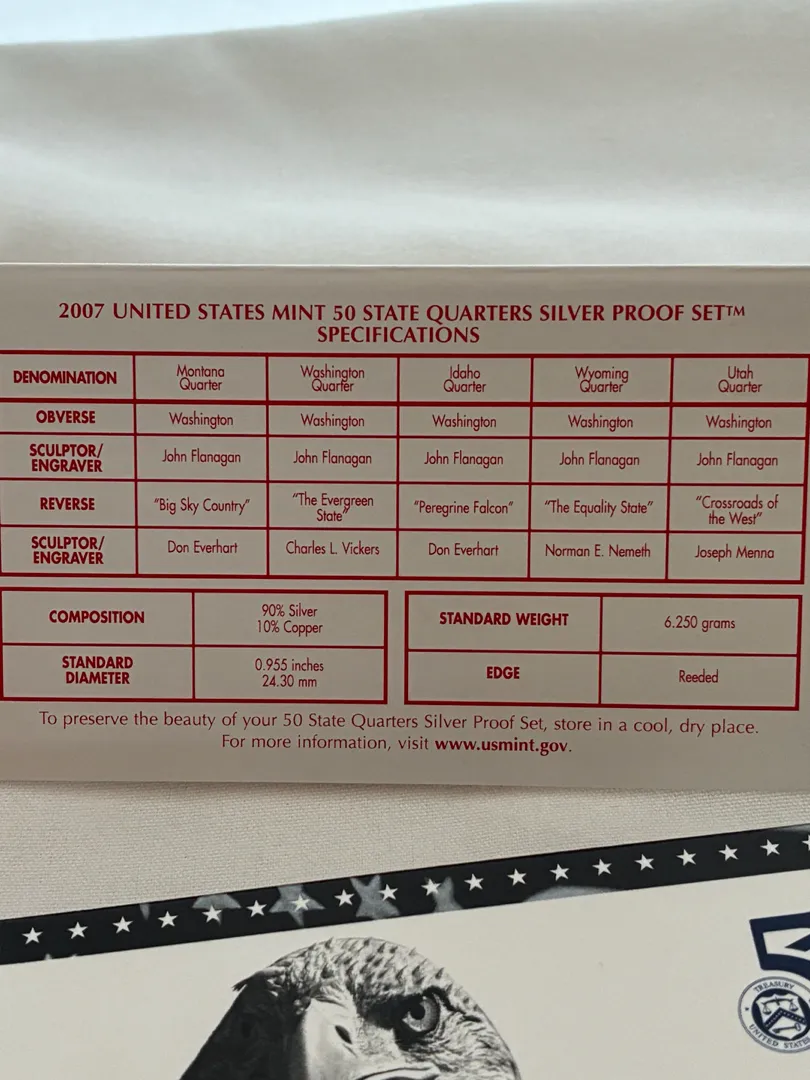 2007 UNITED STATES MINT 50 STATE QUARTERS SILVER PROOF SET™
SPECIFICATIONS
DENOMINATION
Montana Quarter
Washington Quarter
Idaho Quarter
Wyoming Quarter
Utah Quarter
OBVERSE
Washington
Washington
Washington
Washington
Washington
SCULPTOR/
ENGRAVER
John Flanagan
John Flanagan
John Flanagan
John Flanagan
John Flanagan
REVERSE
"Big Sky Country"
"The Evergreen
State"
"Peregrine Falcon"
"The Equality State"
"Crossroads of
the West"
SCULPTOR/
ENGRAVER
Don Everhart
Charles L. Vickers
Don Everhart
Norman E. Nemeth
Joseph Menna
COMPOSITION
90% Silver
10% Copper
STANDARD
DIAMETER
0.955 inches
24.30 mm
STANDARD WEIGHT
6.250 grams
EDGE
Reeded
To preserve the beauty of your 50 State Quarters Silver Proof Set, store in a cool, dry place.
For more information, visit www.usmint.gov.
5
TREASURY
UNITED STATE